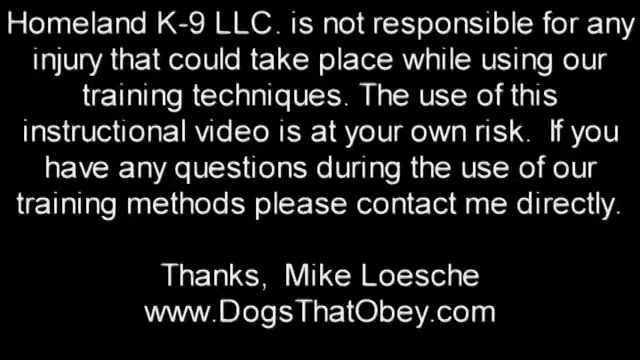 Homeland K-9 LLC. is not responsible for any
injury that could take place while using our
training techniques. The use of this
instructional video is at your own risk.  If you
have any questions during the use of our
training methods please contact me directly.
Thanks,  Mike Loesche
www.DogsThatObey.com